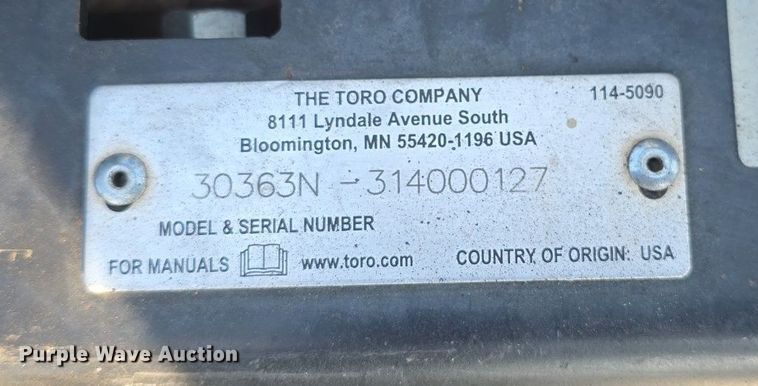 THE TORO COMPANY 114-5090
8111 Lyndale Avenue South
Bloomington, MN 55420-1196 USA
30363N -314000127
MODEL & SERIAL NUMBER
FOR MANUALS www.toro.com COUNTRY OF ORIGIN: USA
Purple Wave Auction